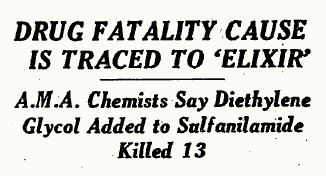 DRUG FATALITY CAUSE
IS TRACED TO ‘ELIXIR’
A.M.A. Chemists Say Diethylene
Glycol Added to Sulfanilamide
Killed 13